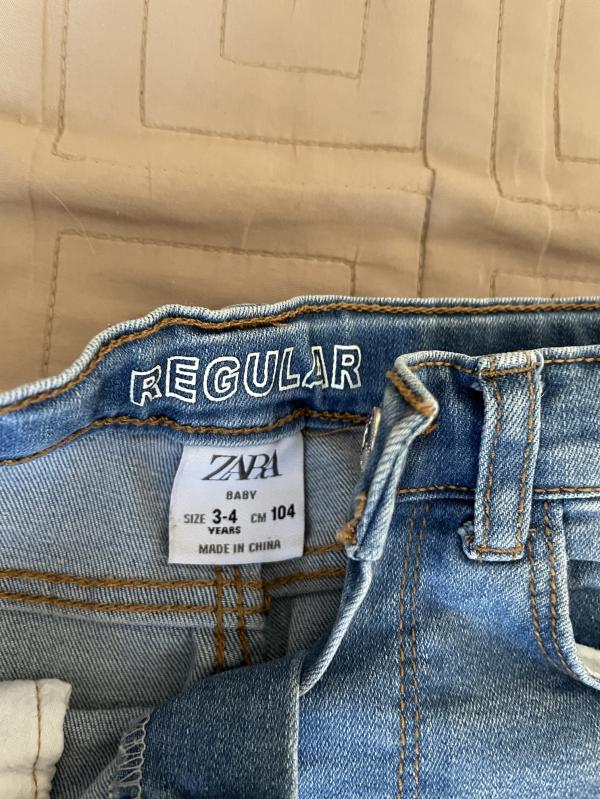 REGULAR
ZARA
BABY
SIZE 3-4 CM 104
YEARS
MADE IN CHINA